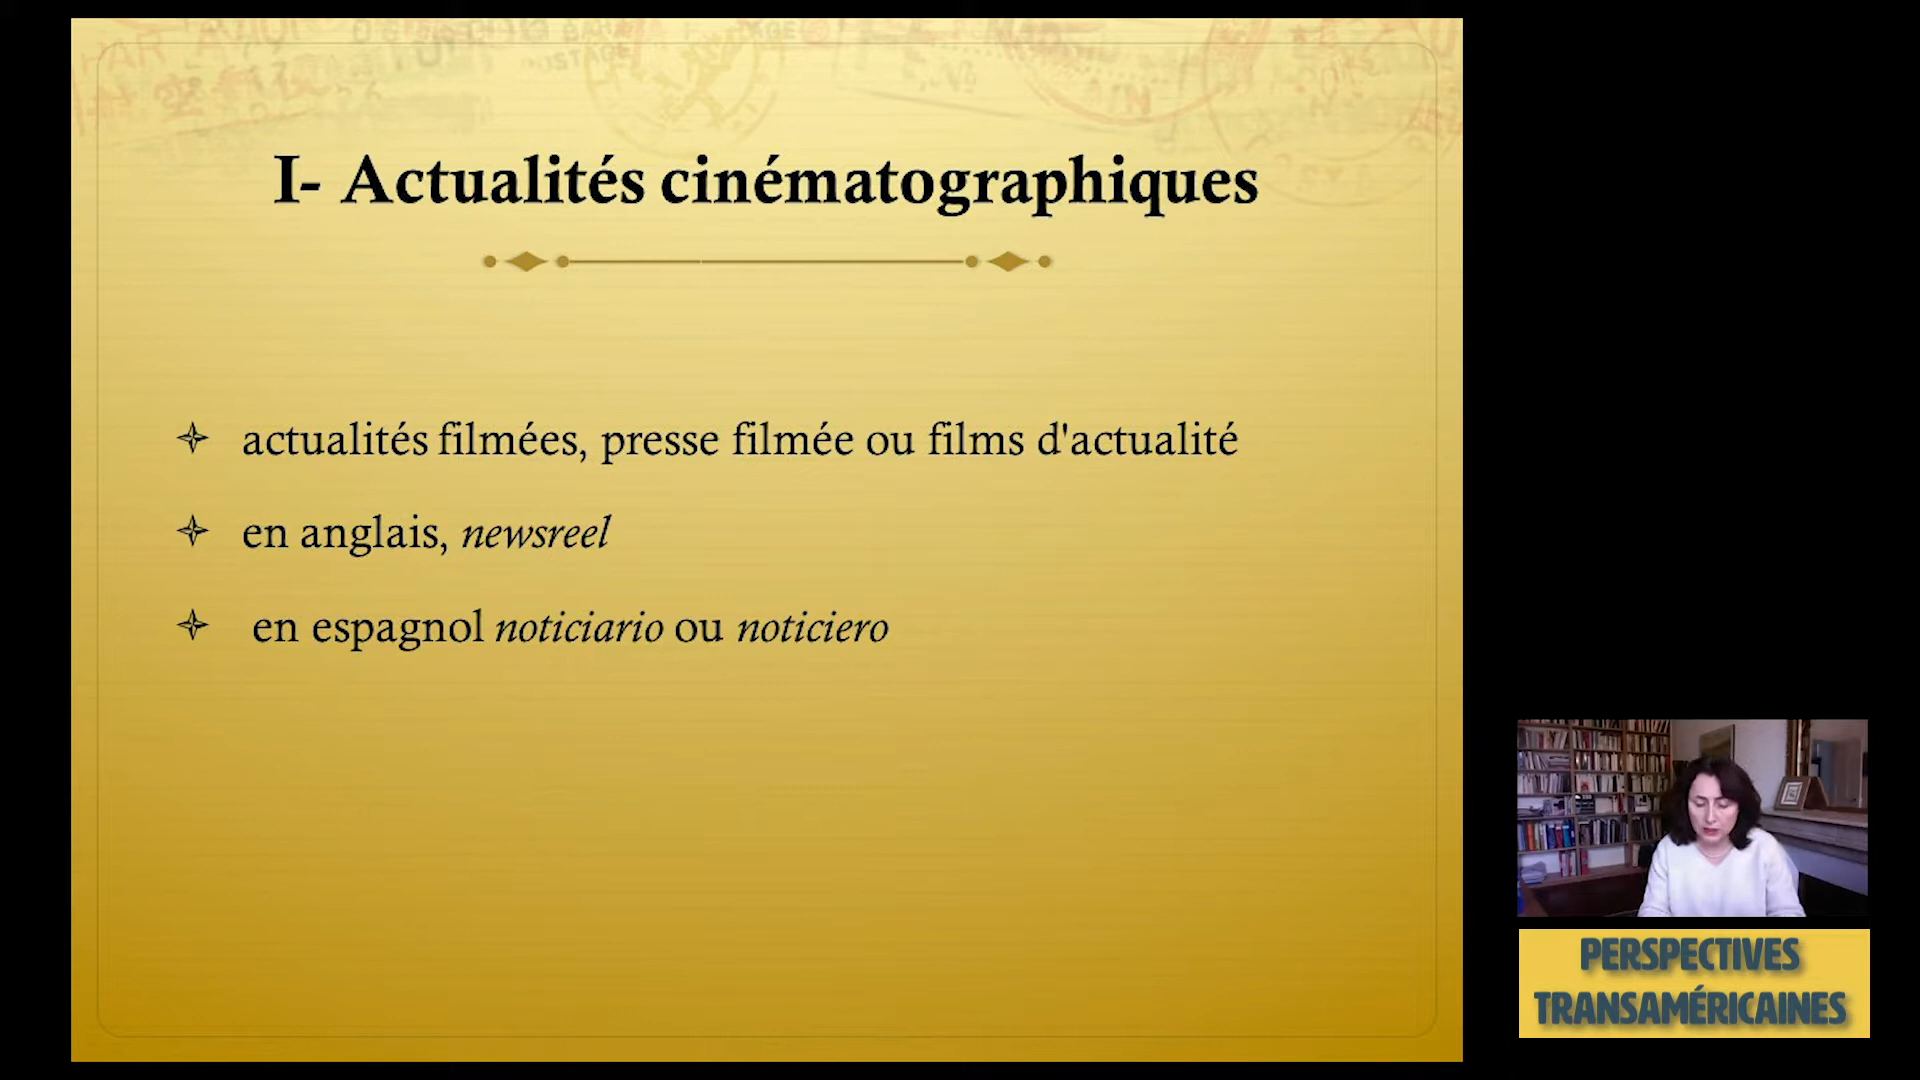 I- Actualités cinématographiques
actualités filmées, presse filmée ou films d'actualité
en anglais, newsreel
en espagnol noticiario ou noticiero
PERSPECTIVES
TRANSAMÉRICAINES